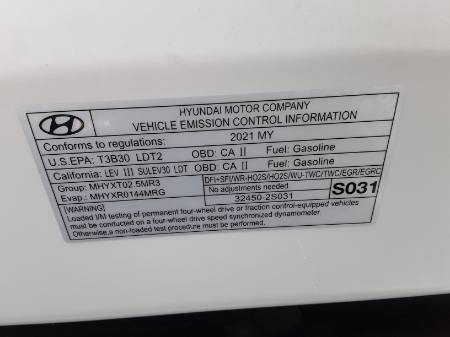 HYUNDAI MOTOR COMPANY
VEHICLE EMISSION CONTROL INFORMATION
Conforms to regulations: 2021 MY
U.S.EPA: T3B30 LDT2 OBD: CA II Fuel: Gasoline
California: LEV III SULEV30 LDT OBD: CA II Fuel: Gasoline
Group: MHYXT02.5MR3 DFI+SFI/WR-HO2S/HO2S/WU-TWC/TWC/EGR/EGRC
Evap.: MHYXR0144MRG No adjustments needed S031
32450-2S031
[WARNING]
Loaded I/M testing of permanent four-wheel drive or traction control-equipped vehicles
must be conducted on a four-wheel drive speed synchronized dynamometer
Otherwise a non-loaded test procedure must be performed.